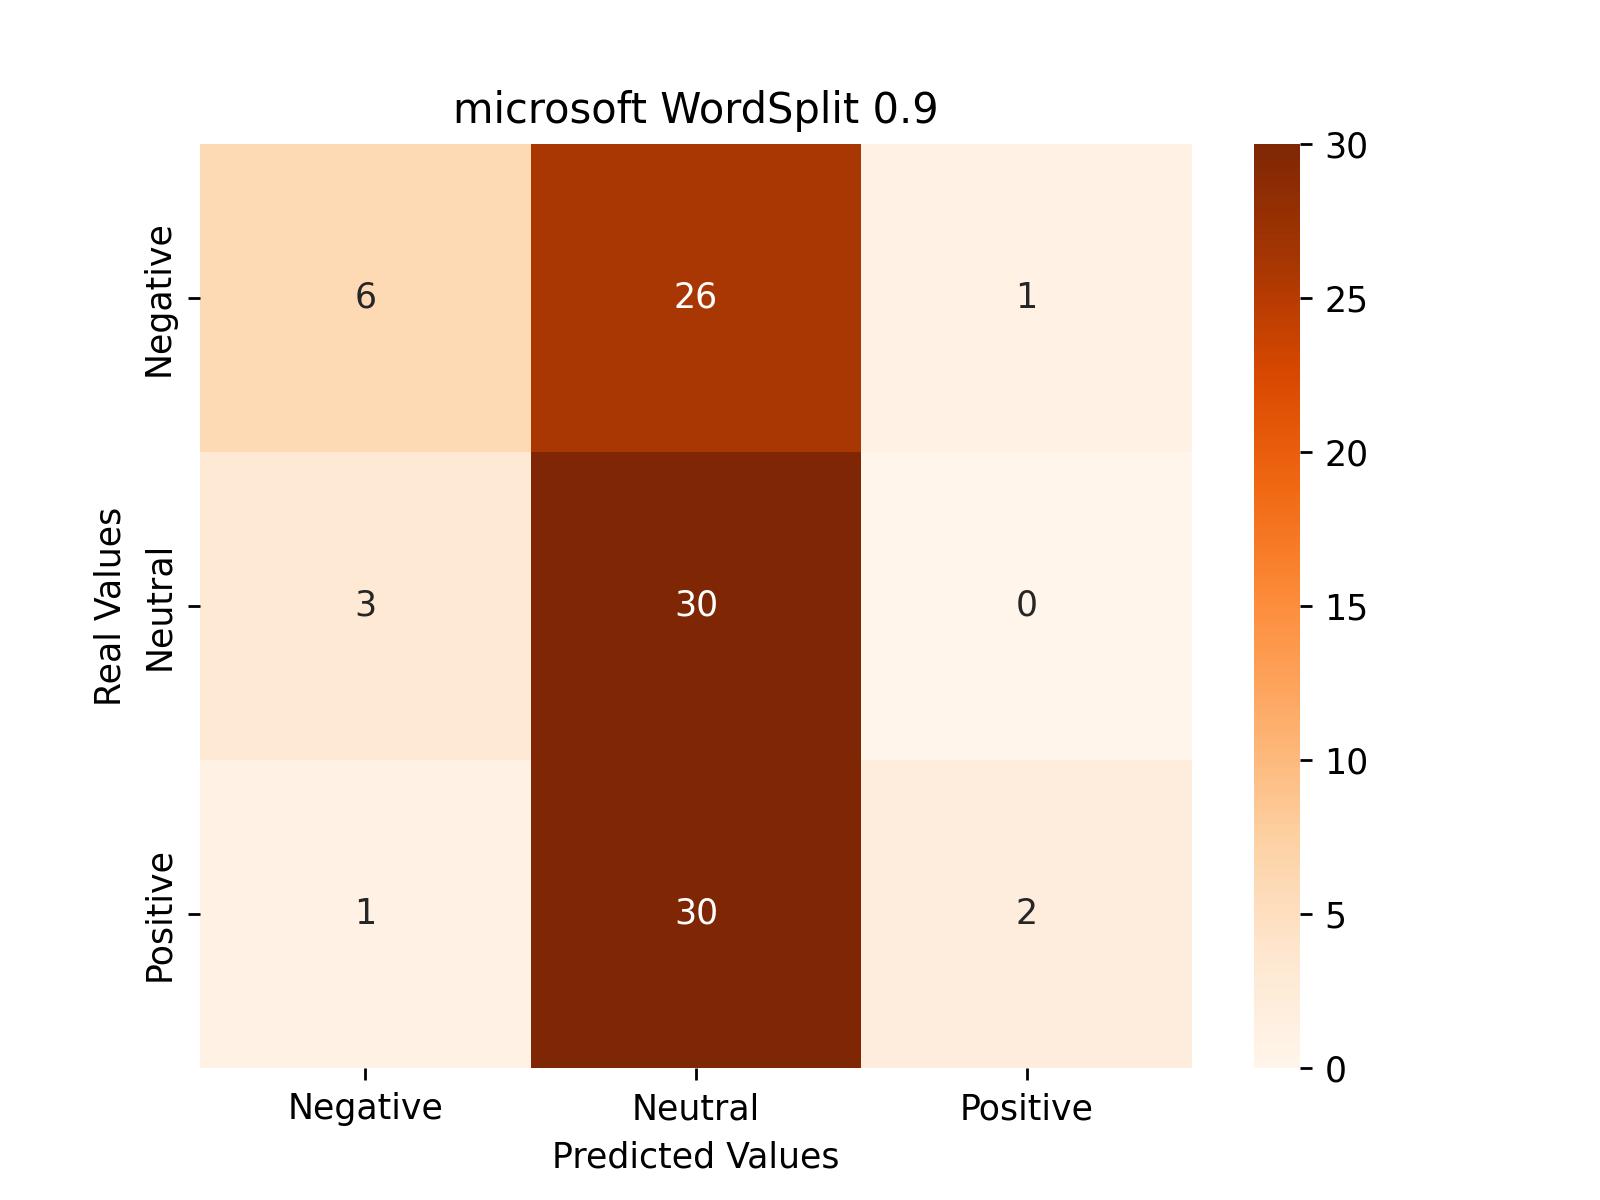 microsoft WordSplit 0.9
Real Values
Negative
6
26
1
Neutral
3
30
0
Positive
1
30
2
Negative
Neutral
Positive
Predicted Values
30
25
20
15
10
5
0